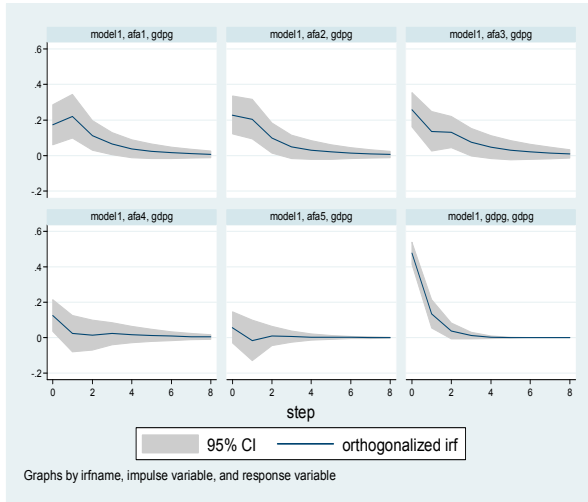 model1, afa1, gdpg
model1, afa2, gdpg
model1, afa3, gdpg
.6
.4
.2
0
-.2
model1, afa4, gdpg
model1, afa5, gdpg
model1, gdpg, gdpg
.6
.4
.2
0
-.2
0 2 4 6 8
0 2 4 6 8
0 2 4 6 8
step
95% CI
orthogonalized irf
Graphs by irfname, impulse variable, and response variable